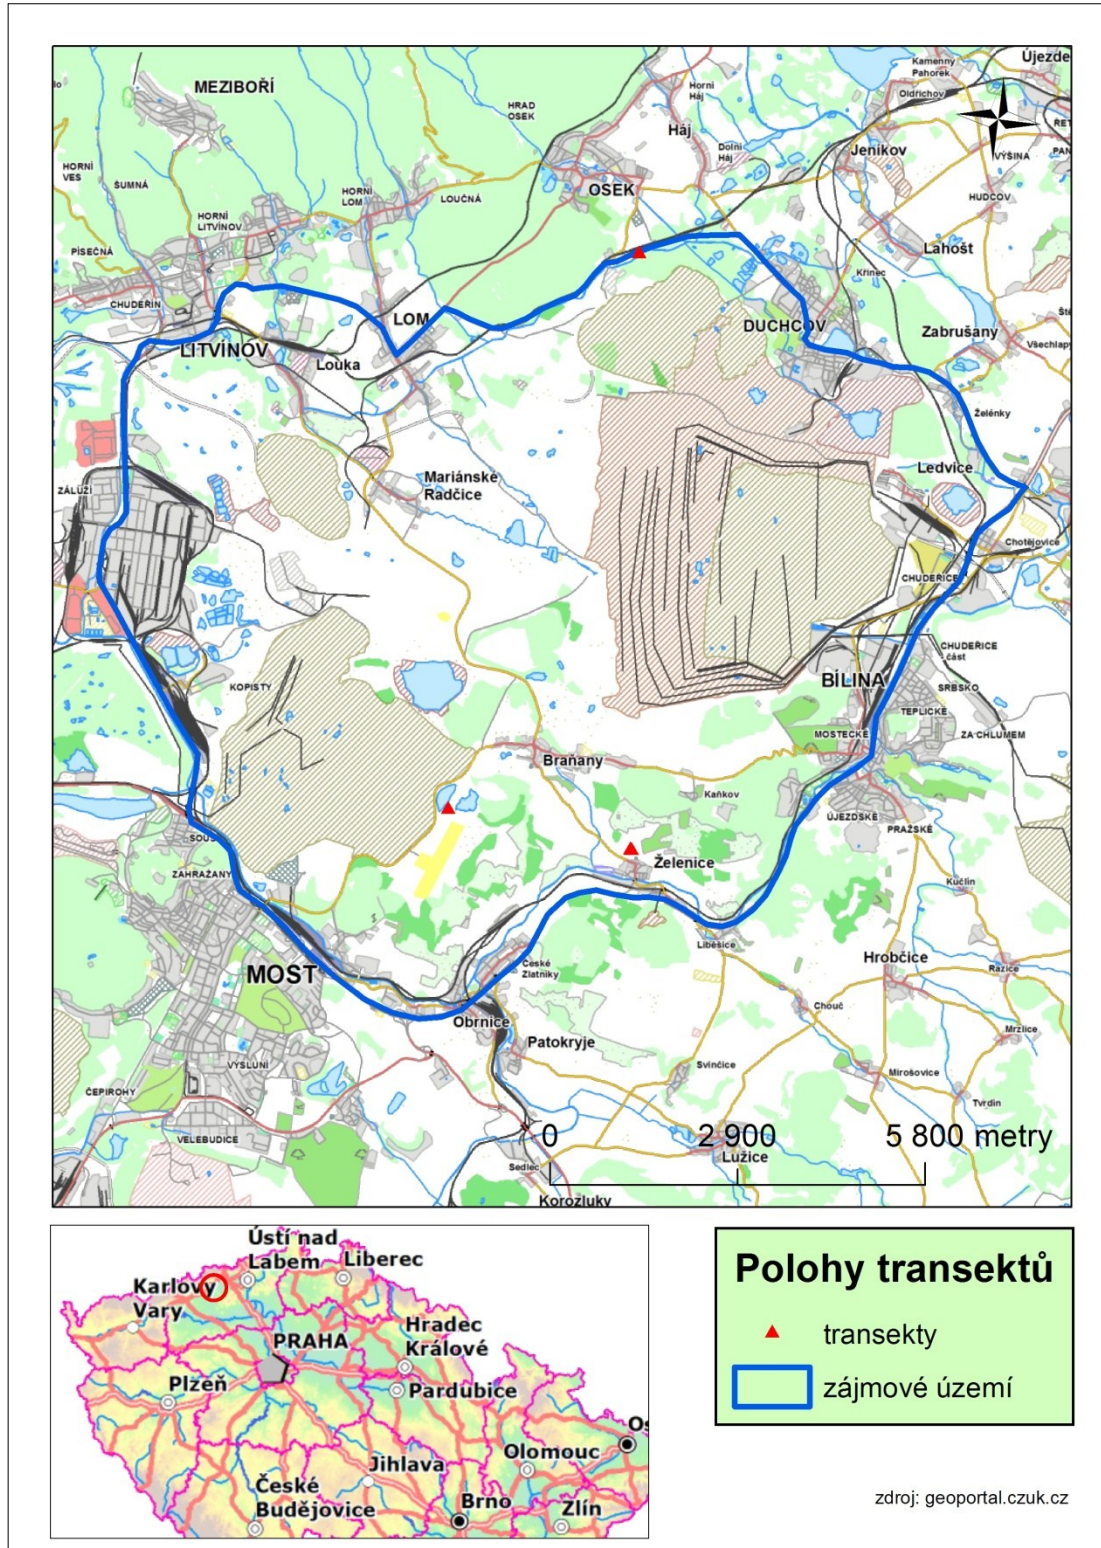 MEZIBOŘÍ
HRAD
OSEK
Horní
Háj
Háj
Dolní
Háj
Kamenný
Pahorek
Oldřichov
Újezde
Jeníkov
VÝŠINA
PAN
HUDCOV
Lahošť
HORNÍ
VES
ŠUMNÁ
HORNÍ
LOM
LOUČNÁ
OSEK
HORNÍ
LITVÍNOV
PÍSEČNÁ
CHUDEŘÍN
LITVÍNOV
LOM
Louka
Křinec
DUCHCOV
Zabrušany
Všechlapy
Želénky
Ledvice
Mariánské
Radčice
ZÁLUŽÍ
Chotějovice
CHUDEŘICE
CHUDEŘICE
- část
KOPISTY
BÍLINA
SRBSKO
TEPLICKÉ
ZA CHLUMEM
MOSTECKÉ
Braňany
Kaňkov
ÚJEZDSKÉ
PRAŽSKÉ
Želenice
Kučlín
ZAHRAŽANY
MOST
České
Zlatníky
Liběšice
Hrobčice
Razice
Obrnice
Patokryje
Chouč
Mrzlice
Svinčice
Mirošovice
Tvrdín
ČEPIROHY
VÝSLUNÍ
VELEBUDICE
Sedlec
Korozluky
Lužice
0 2 900 5 800 metry
Ústí nad
Labem
Liberec
Karlovy
Vary
PRAHA
Hradec
Králové
Plzeň
Pardubice
Olomouc
Jihlava
České
Budějovice
Brno
Zlín
Polohy transektů
transekty
zájmové území
zdroj: geoportal.czuk.cz